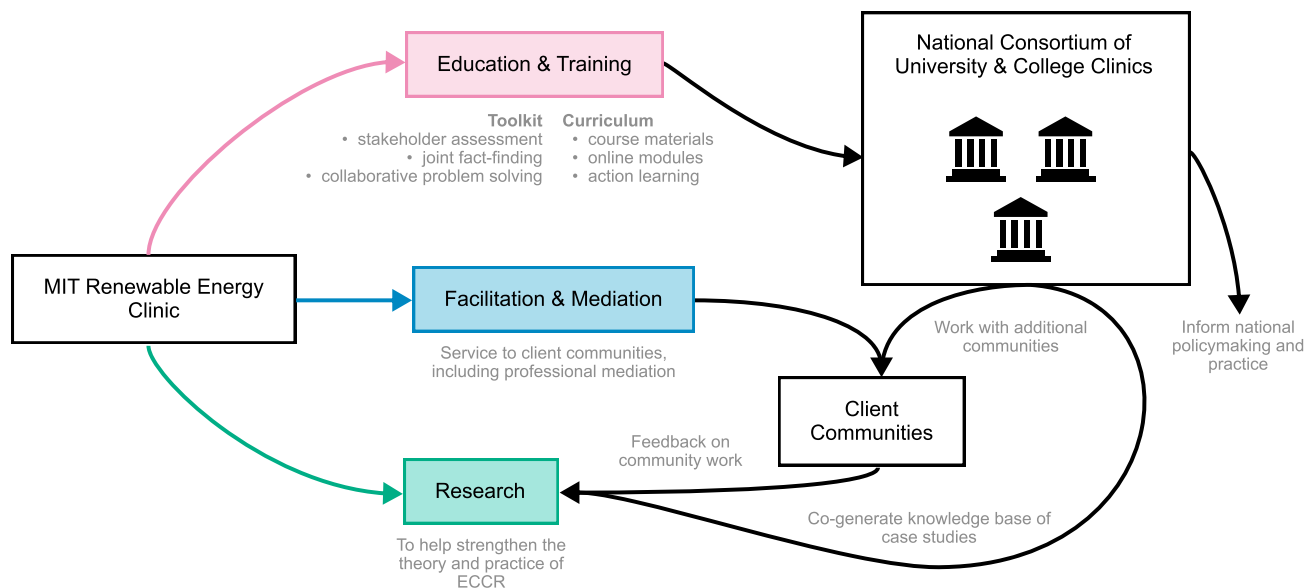 Education & Training
National Consortium of
University & College Clinics
Toolkit
• stakeholder assessment
• joint fact-finding
• collaborative problem solving
Curriculum
• course materials
• online modules
• action learning
MIT Renewable Energy
Clinic
Facilitation & Mediation
Service to client communities,
including professional mediation
Work with additional
communities
Inform national
policymaking and
practice
Client
Communities
Feedback on
community work
Research
To help strengthen the
theory and practice of
ECCR
Co-generate knowledge base of
case studies